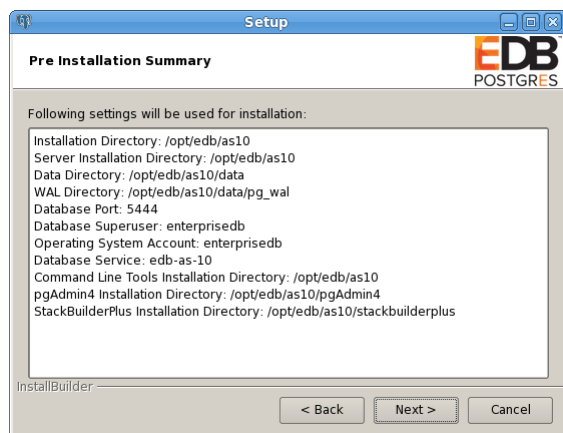 Setup
Pre Installation Summary
EDB
POSTGRES
Following settings will be used for installation:
Installation Directory: /opt/edb/as10
Server Installation Directory: /opt/edb/as10
Data Directory: /opt/edb/as10/data
WAL Directory: /opt/edb/as10/data/pg_wal
Database Port: 5444
Database Superuser: enterprisedb
Operating System Account: enterprisedb
Database Service: edb-as-10
Command Line Tools Installation Directory: /opt/edb/as10
pgAdmin4 Installation Directory: /opt/edb/as10/pgAdmin4
StackBuilderPlus Installation Directory: /opt/edb/as10/stackbuilderplus
InstallBuilder
< Back Next > Cancel